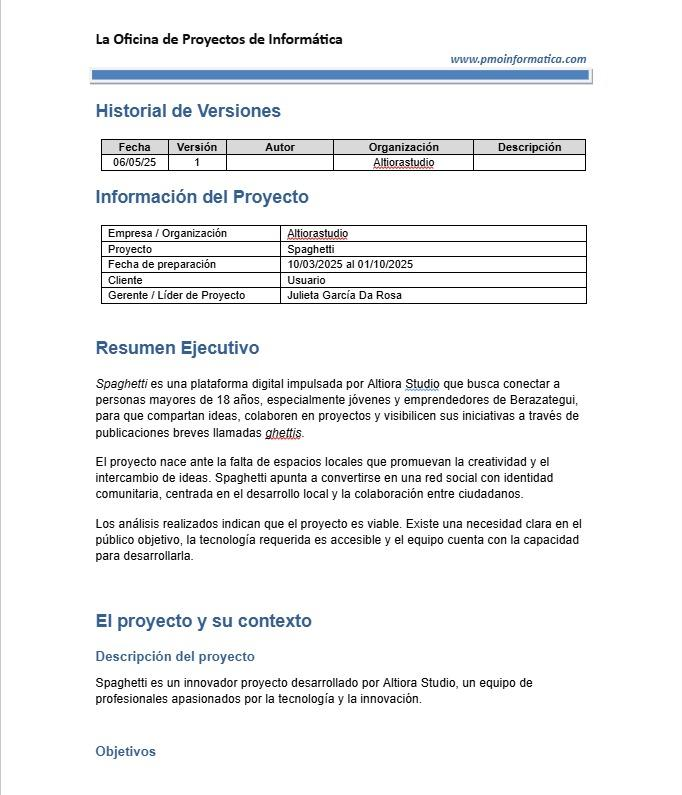 La Oficina de Proyectos de Informática
www.pmoinformatica.com
Historial de Versiones
Fecha Versión Autor Organización Descripción
06/05/25 1 Altiorastudio
Información del Proyecto
Empresa / Organización Altiorastudio
Proyecto Spaghetti
Fecha de preparación 10/03/2025 al 01/10/2025
Cliente Usuario
Gerente / Líder de Proyecto Julieta García Da Rosa
Resumen Ejecutivo
Spaghetti es una plataforma digital impulsada por Altiora Studio que busca conectar a
personas mayores de 18 años, especialmente jóvenes y emprendedores de Berazategui,
para que compartan ideas, colaboren en proyectos y visibilicen sus iniciativas a través de
publicaciones breves llamadas ghettis.
El proyecto nace ante la falta de espacios locales que promuevan la creatividad y el
intercambio de ideas. Spaghetti apunta a convertirse en una red social con identidad
comunitaria, centrada en el desarrollo local y la colaboración entre ciudadanos.
Los análisis realizados indican que el proyecto es viable. Existe una necesidad clara en el
público objetivo, la tecnología requerida es accesible y el equipo cuenta con la capacidad
para desarrollarla.
El proyecto y su contexto
Descripción del proyecto
Spaghetti es un innovador proyecto desarrollado por Altiora Studio, un equipo de
profesionales apasionados por la tecnología y la innovación.
Objetivos